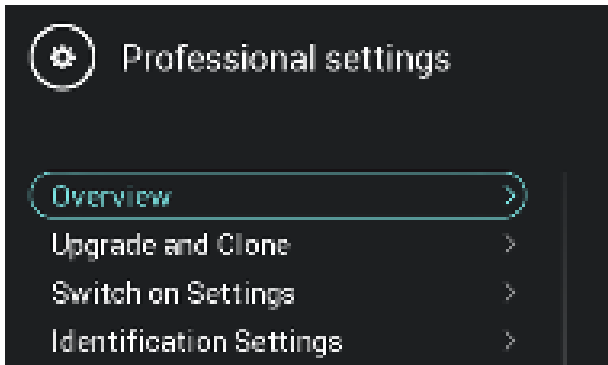 Professional settings
Overview
Upgrade and Clone
Switch on Settings
Identification Settings